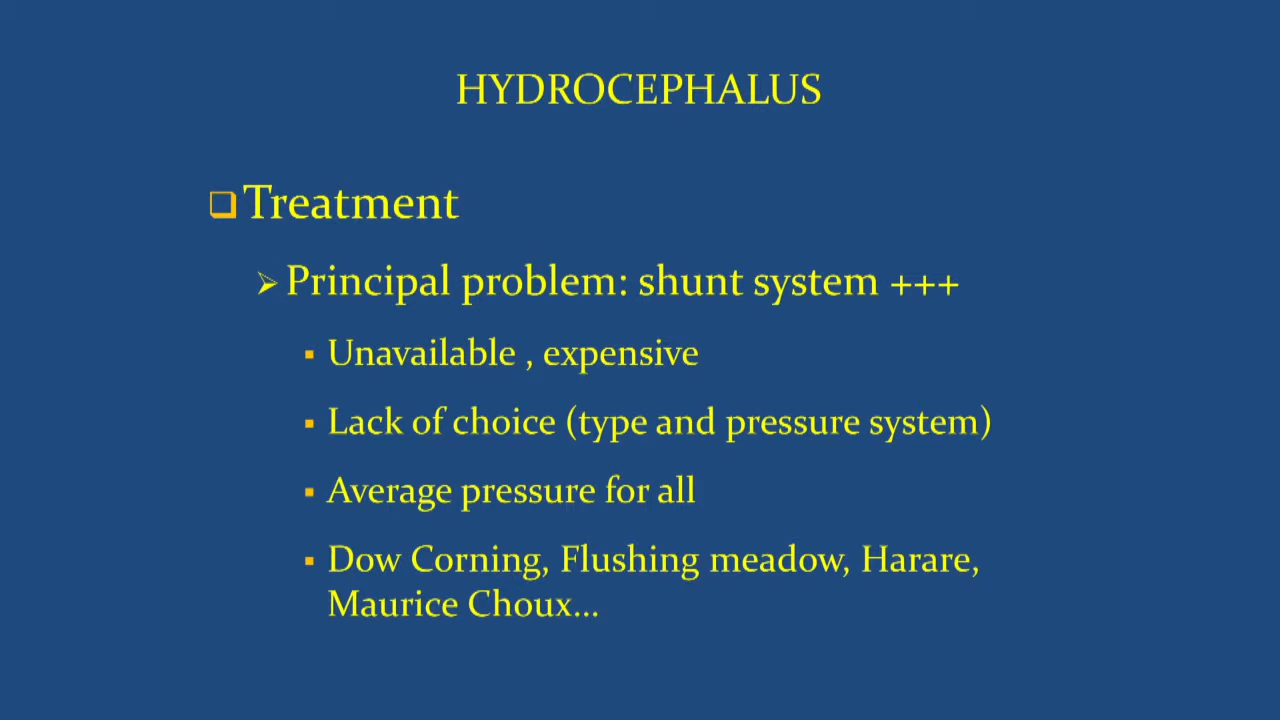 HYDROCEPHALUS
Treatment
Principal problem: shunt system +++
Unavailable , expensive
Lack of choice (type and pressure system)
Average pressure for all
Dow Corning, Flushing meadow, Harare,
Maurice Choux...